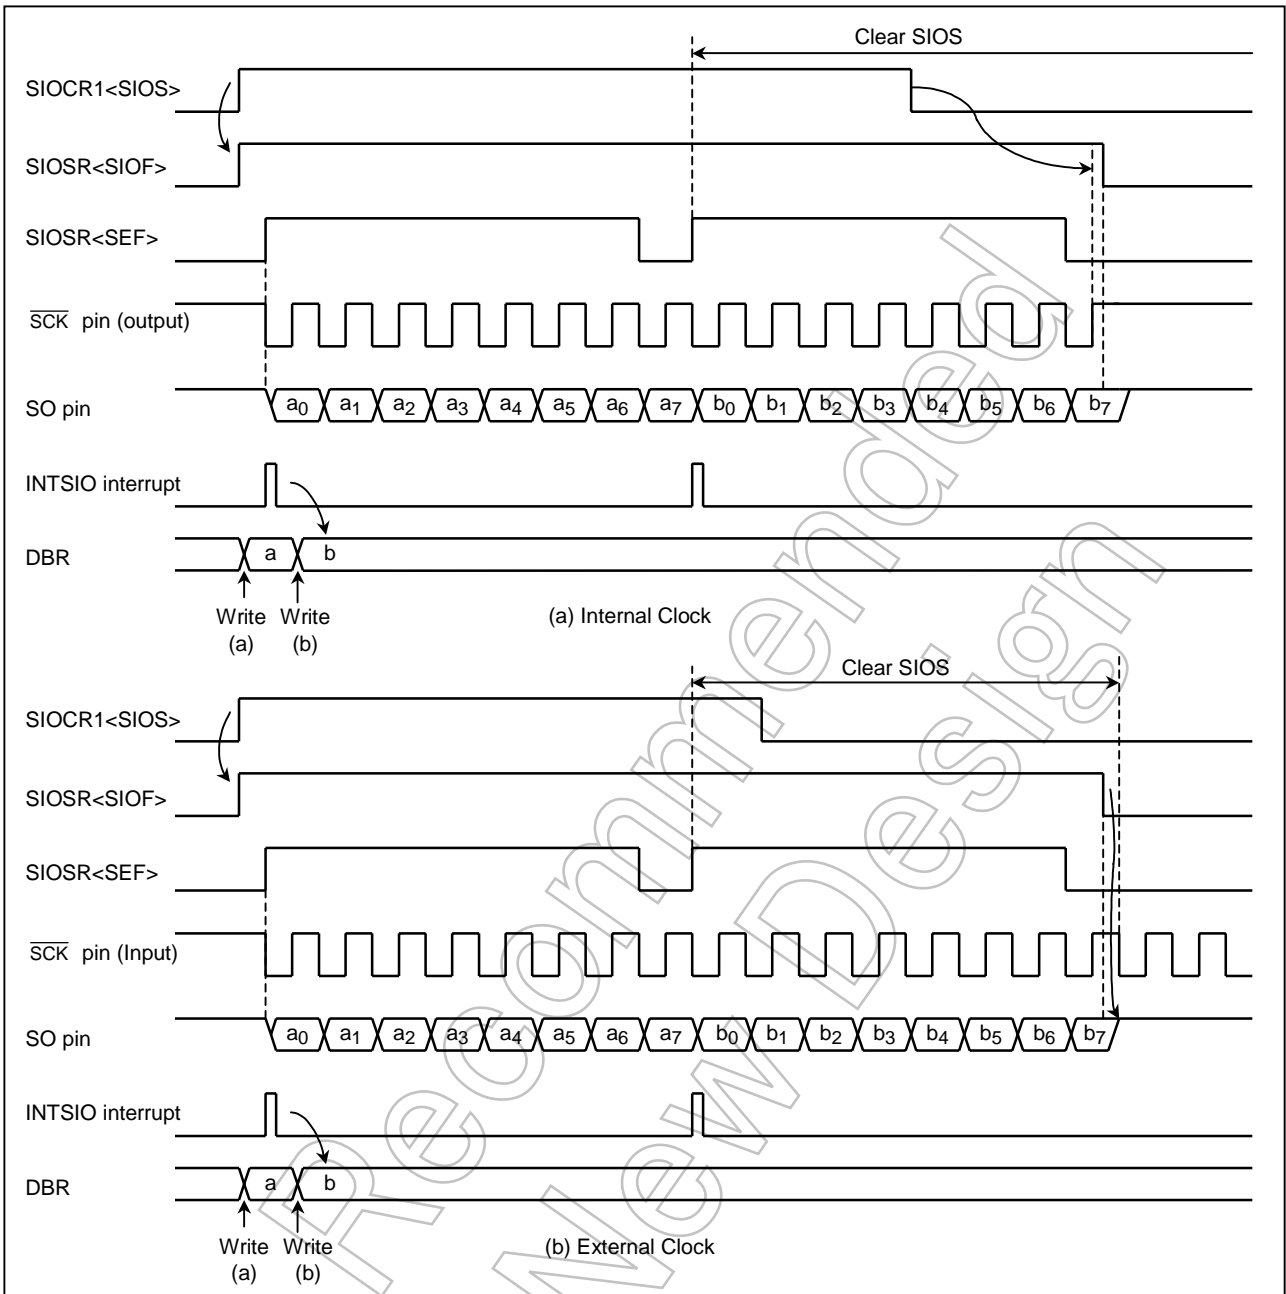 Clear SIOS
SIOCR1<SIOS>
SIOSR<SIOF>
SIOSR<SEF>
SCK pin (output)
SO pin a0 a1 a2 a3 a4 a5 a6 a7 b0 b1 b2 b3 b4 b5 b6 b7
INTSIO interrupt
DBR a b
Write Write
(a) (b)
(a) Internal Clock
Clear SIOS
SIOCR1<SIOS>
SIOSR<SIOF>
SIOSR<SEF>
SCK pin (Input)
SO pin a0 a1 a2 a3 a4 a5 a6 a7 b0 b1 b2 b3 b4 b5 b6 b7
INTSIO interrupt
DBR a b
Write Write
(a) (b)
(b) External Clock
Recommended
New Design